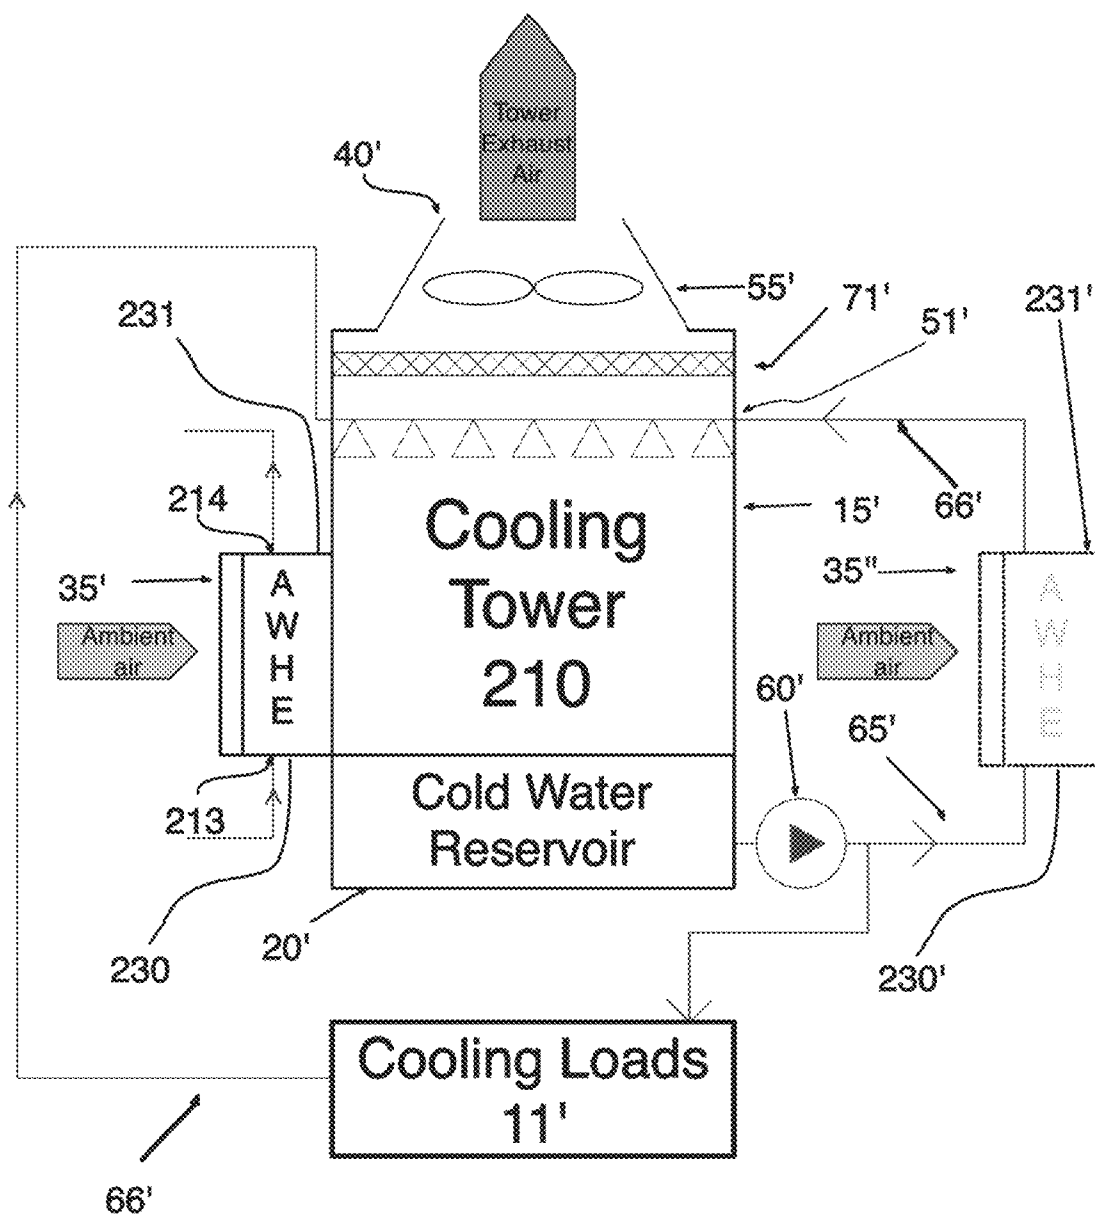 Tower
Exhaust
Air
40'
55'
71'
51'
231
231'
66'
214
Cooling
Tower
210
15'
35'
35"
A
W
H
E
Ambient
air
Ambient
air
A
W
H
E
60'
65'
213
Cold Water
Reservoir
20'
230
230'
Cooling Loads
11'
66'